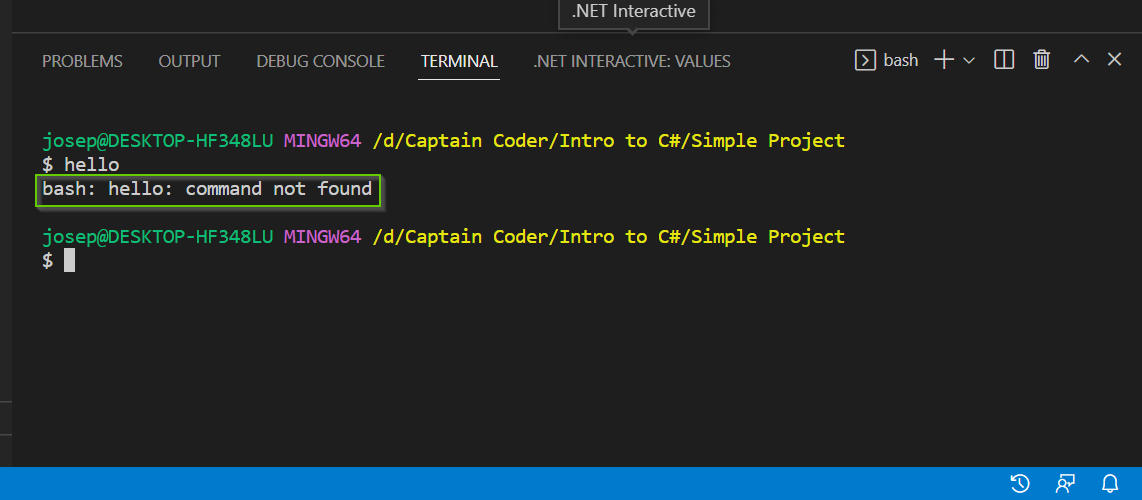 .NET Interactive
PROBLEMS OUTPUT DEBUG CONSOLE TERMINAL .NET INTERACTIVE: VALUES bash
josep@DESKTOP-HF348LU MINGW64 /d/Captain Coder/Intro to C#/Simple Project
$ hello
bash: hello: command not found
josep@DESKTOP-HF348LU MINGW64 /d/Captain Coder/Intro to C#/Simple Project
$